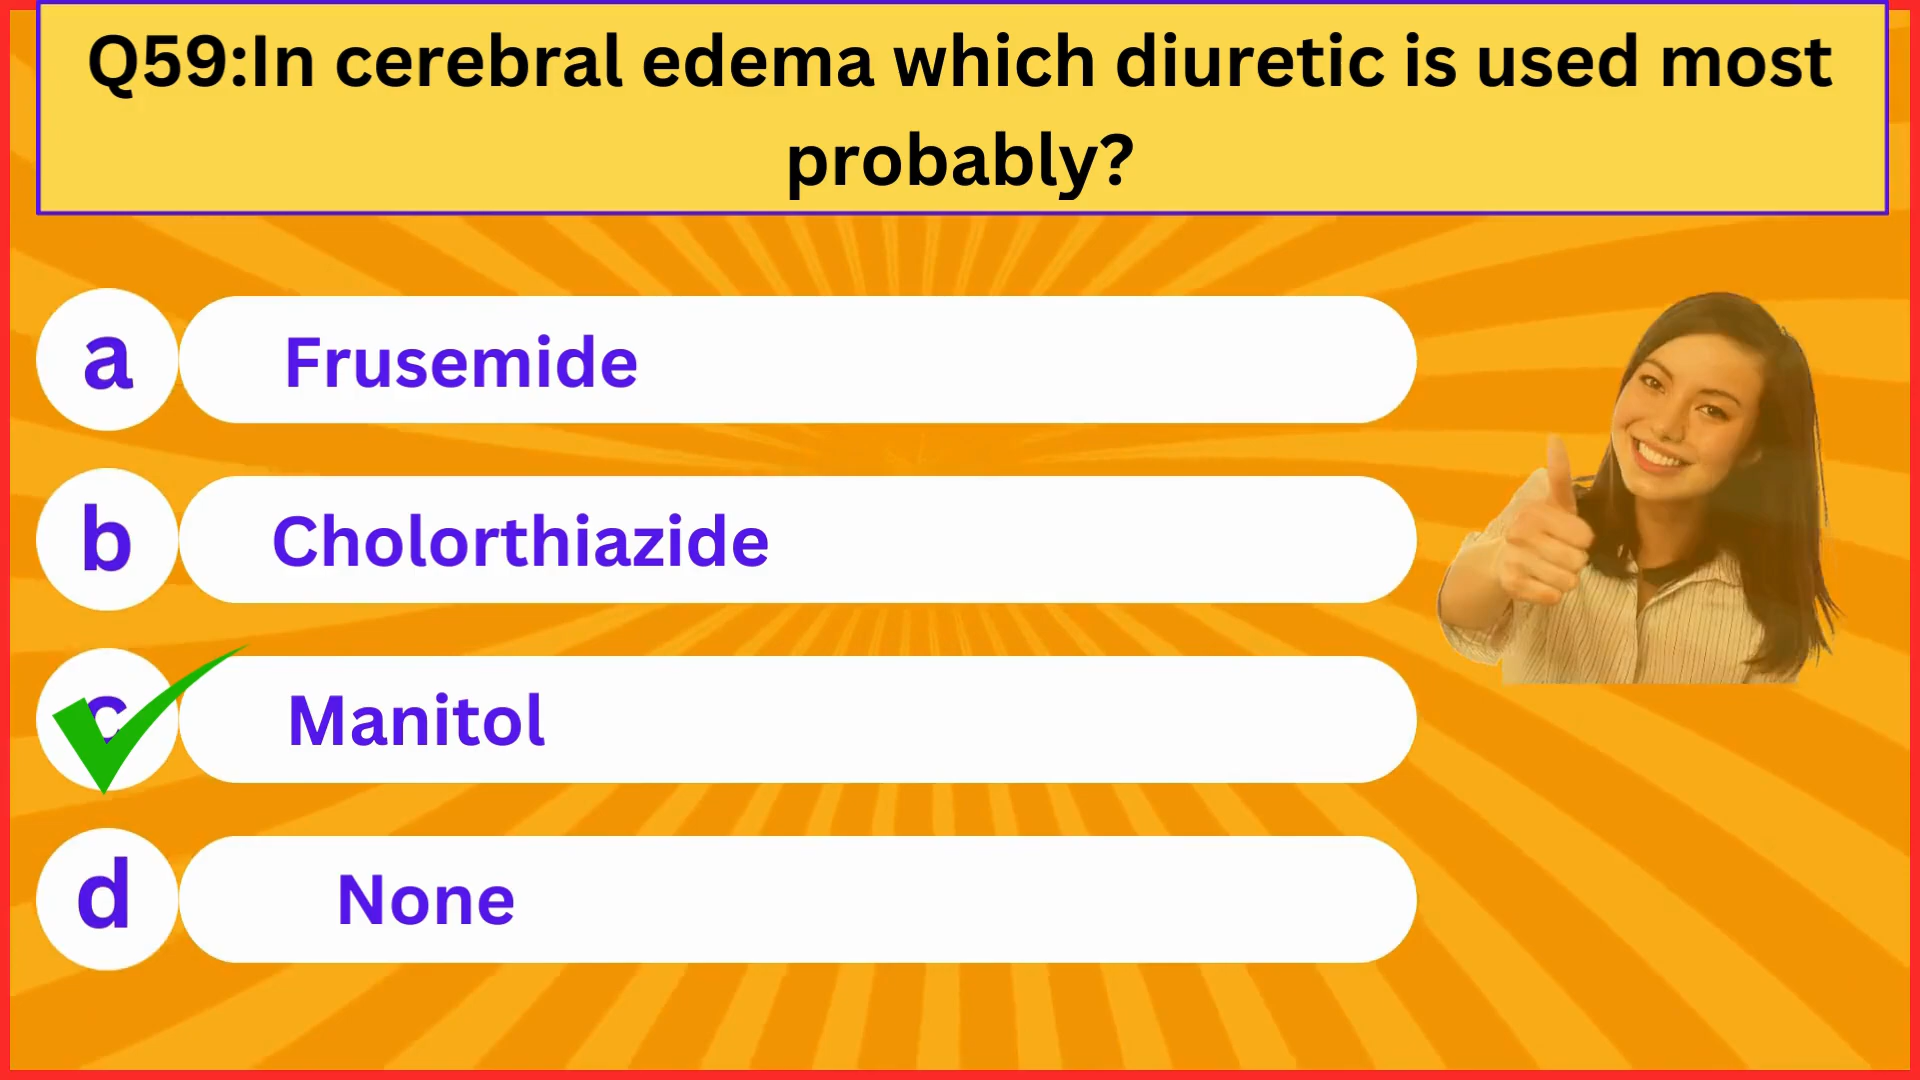 Q59:In cerebral edema which diuretic is used most
probably?
a Frusemide
b Cholorthiazide
c Manitol
d None